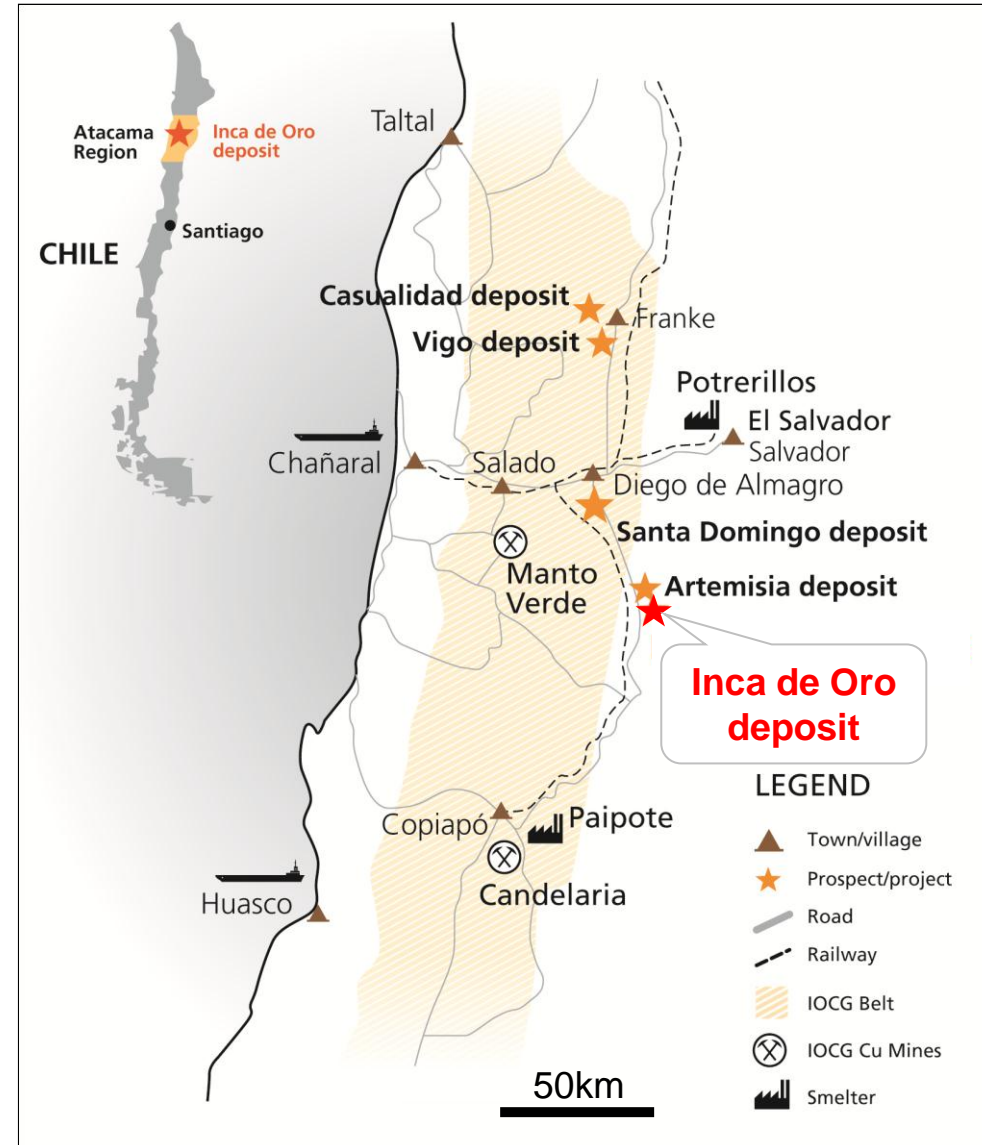 Atacama
Region
Inca de Oro
deposit
Santiago
CHILE
Taltal
Casualidad deposit
Franke
Vigo deposit
Potrerillos
El Salvador
Salvador
Chañaral
Salado
Diego de Almagro
Santa Domingo deposit
Manto
Verde
Artemisia deposit
Inca de Oro
deposit
Copiapó
Paipote
Candelaria
Huasco
LEGEND
Town/village
Prospect/project
Road
Railway
IOCG Belt
IOCG Cu Mines
Smelter
50km